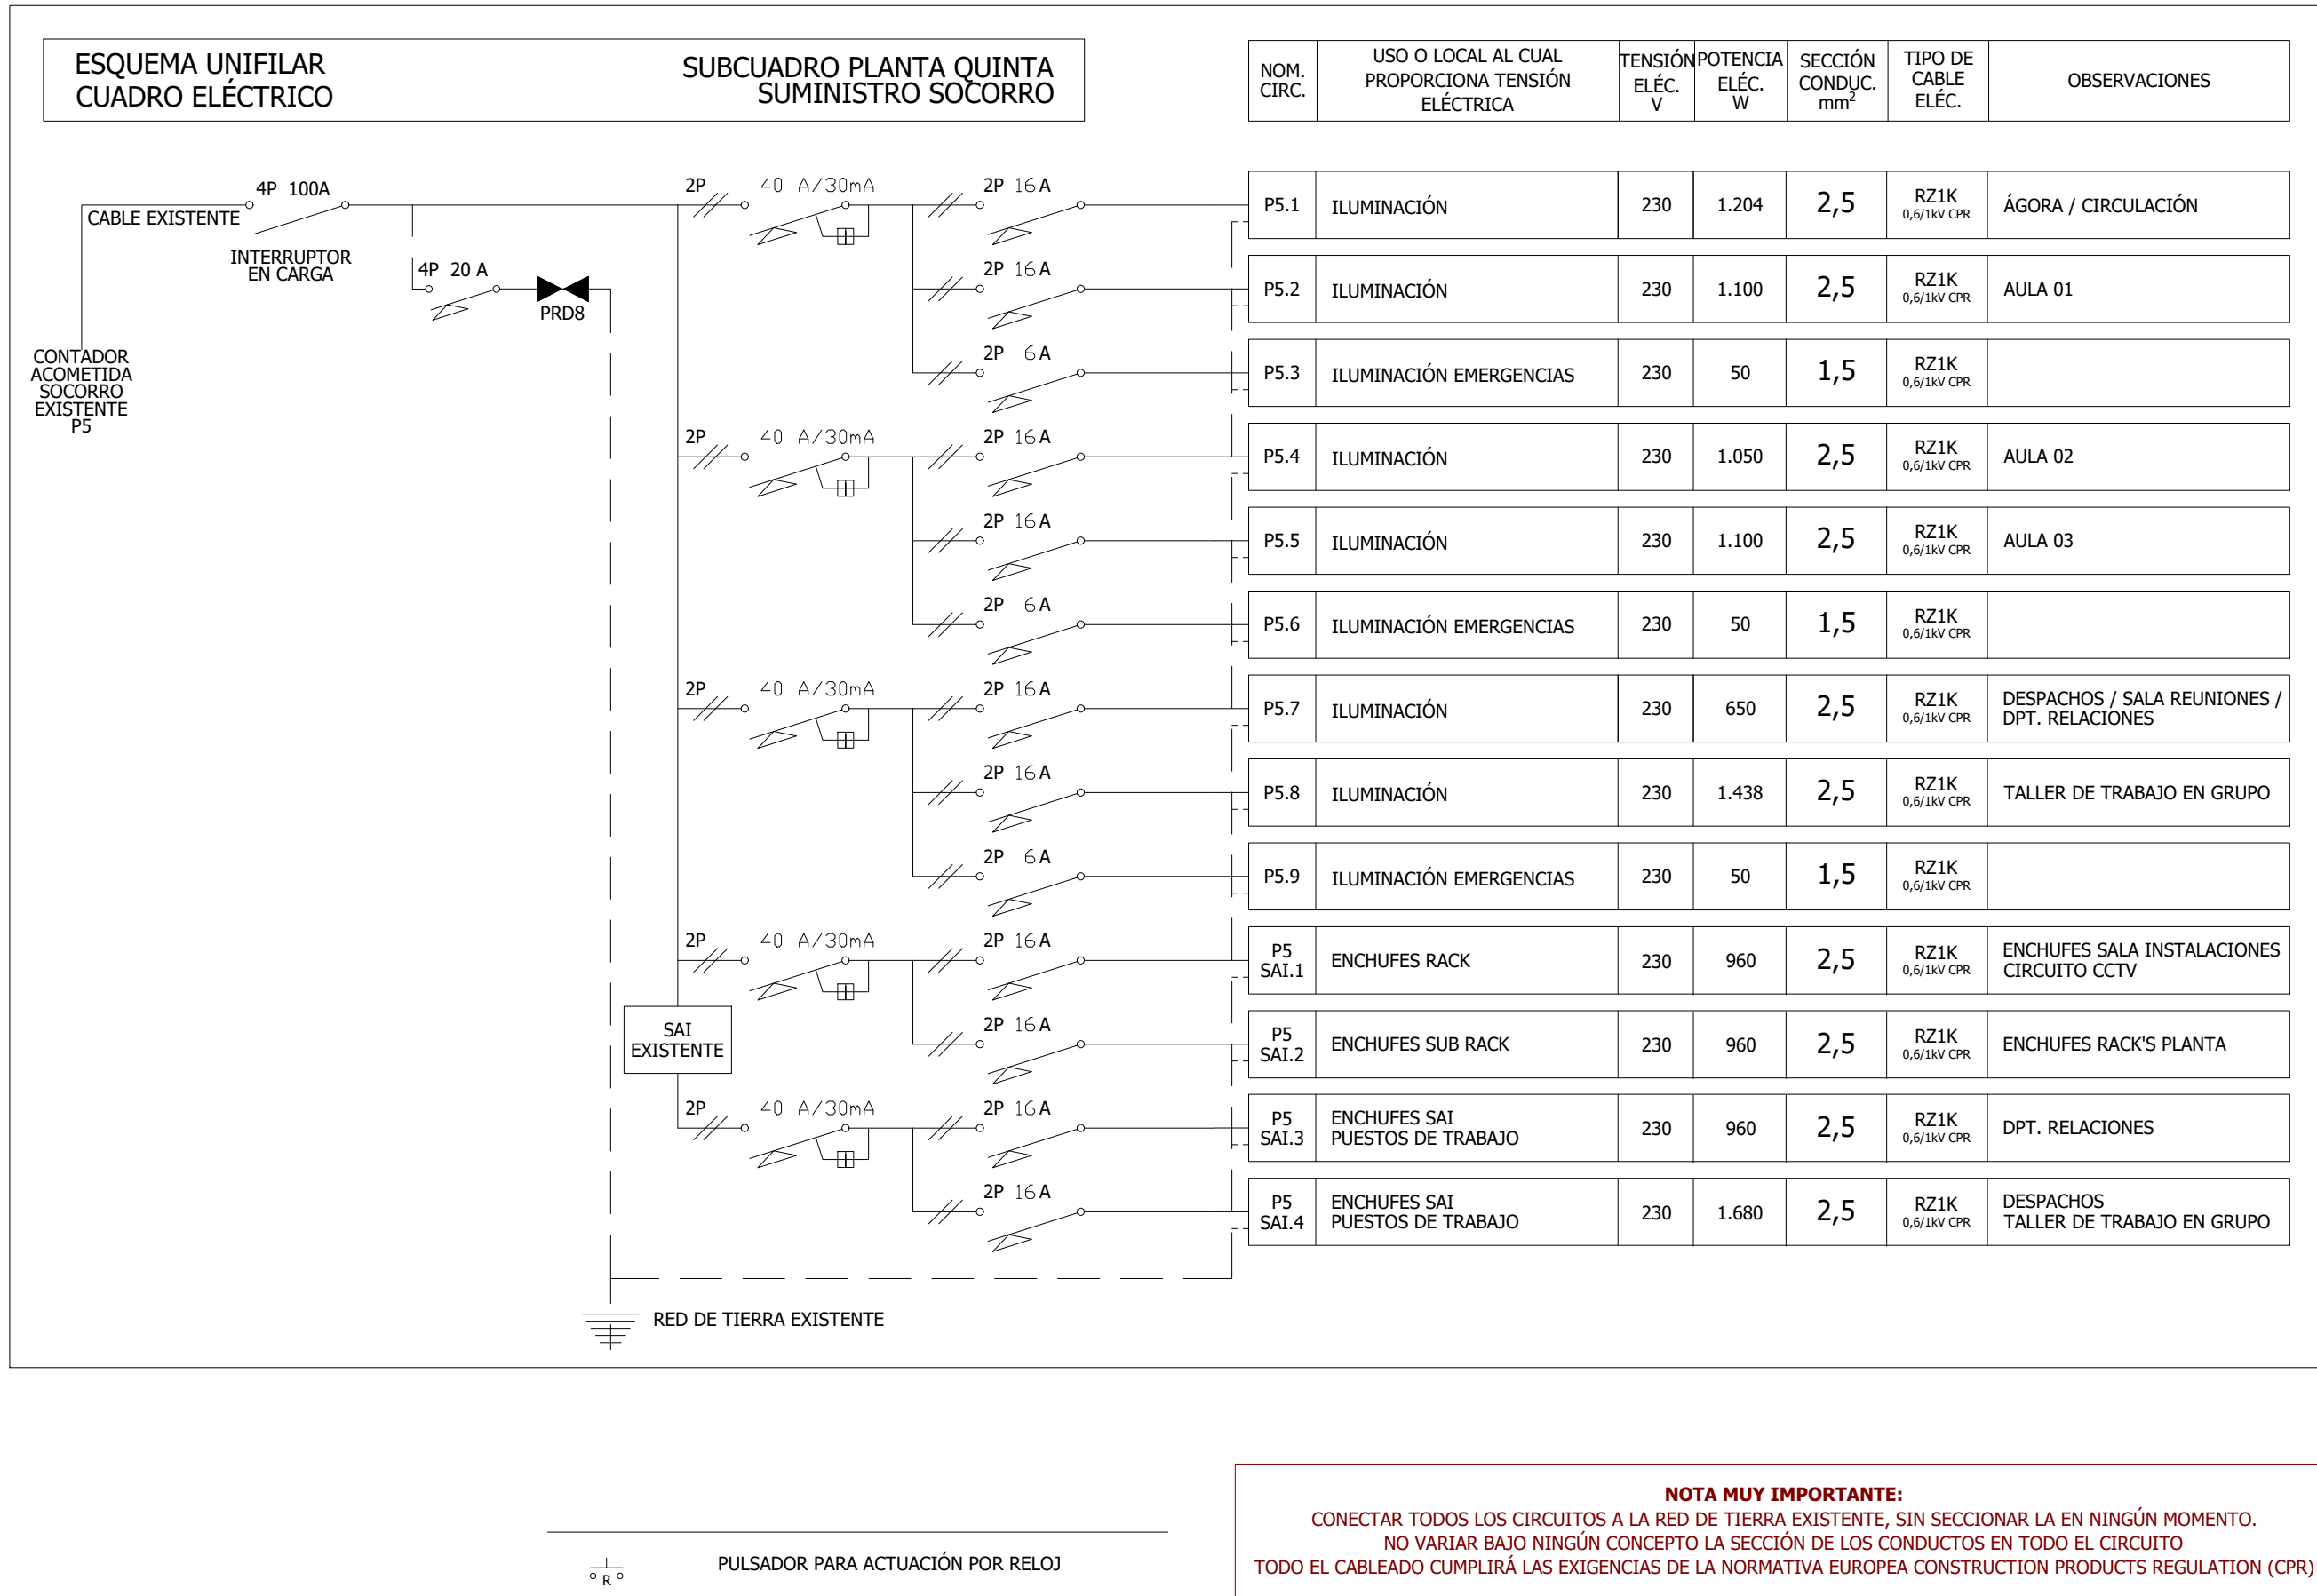 ESQUEMA UNIFILAR
CUADRO ELÉCTRICO
SUBCUADRO PLANTA QUINTA
SUMINISTRO SOCORRO
NOM.
CIRC.
USO O LOCAL AL CUAL
PROPORCIONA TENSIÓN
ELÉCTRICA
TENSIÓN
ELÉC.
V
POTENCIA
ELÉC.
W
SECCIÓN
CONDUC.
mm²
TIPO DE
CABLE
ELÉC.
OBSERVACIONES
4P 100A
CABLE EXISTENTE
INTERRUPTOR
EN CARGA
4P 20 A
PRD8
CONTADOR
ACOMETIDA
SOCORRO
EXISTENTE
P5
2P 40 A/30mA 2P 16 A
P5.1 ILUMINACIÓN 230 1.204 2,5 RZ1K
0,6/1kV CPR
ÁGORA / CIRCULACIÓN
2P 16 A
P5.2 ILUMINACIÓN 230 1.100 2,5 RZ1K
0,6/1kV CPR
AULA 01
2P 6 A
P5.3 ILUMINACIÓN EMERGENCIAS 230 50 1,5 RZ1K
0,6/1kV CPR
2P 40 A/30mA 2P 16 A
P5.4 ILUMINACIÓN 230 1.050 2,5 RZ1K
0,6/1kV CPR
AULA 02
2P 16 A
P5.5 ILUMINACIÓN 230 1.100 2,5 RZ1K
0,6/1kV CPR
AULA 03
2P 6 A
P5.6 ILUMINACIÓN EMERGENCIAS 230 50 1,5 RZ1K
0,6/1kV CPR
2P 40 A/30mA 2P 16 A
P5.7 ILUMINACIÓN 230 650 2,5 RZ1K
0,6/1kV CPR
DESPACHOS / SALA REUNIONES /
DPT. RELACIONES
2P 16 A
P5.8 ILUMINACIÓN 230 1.438 2,5 RZ1K
0,6/1kV CPR
TALLER DE TRABAJO EN GRUPO
2P 6 A
P5.9 ILUMINACIÓN EMERGENCIAS 230 50 1,5 RZ1K
0,6/1kV CPR
2P 40 A/30mA 2P 16 A
P5
SAI.1
ENCHUFES RACK 230 960 2,5 RZ1K
0,6/1kV CPR
ENCHUFES SALA INSTALACIONES
CIRCUITO CCTV
SAI
EXISTENTE
2P 16 A
P5
SAI.2
ENCHUFES SUB RACK 230 960 2,5 RZ1K
0,6/1kV CPR
ENCHUFES RACK'S PLANTA
2P 40 A/30mA 2P 16 A
P5
SAI.3
ENCHUFES SAI
PUESTOS DE TRABAJO
230 960 2,5 RZ1K
0,6/1kV CPR
DPT. RELACIONES
2P 16 A
P5
SAI.4
ENCHUFES SAI
PUESTOS DE TRABAJO
230 1.680 2,5 RZ1K
0,6/1kV CPR
DESPACHOS
TALLER DE TRABAJO EN GRUPO
RED DE TIERRA EXISTENTE
R
PULSADOR PARA ACTUACIÓN POR RELOJ
NOTA MUY IMPORTANTE:
CONECTAR TODOS LOS CIRCUITOS A LA RED DE TIERRA EXISTENTE, SIN SECCIONAR LA EN NINGÚN MOMENTO.
NO VARIAR BAJO NINGÚN CONCEPTO LA SECCIÓN DE LOS CONDUCTOS EN TODO EL CIRCUITO
TODO EL CABLEADO CUMPLIRÁ LAS EXIGENCIAS DE LA NORMATIVA EUROPEA CONSTRUCTION PRODUCTS REGULATION (CPR)